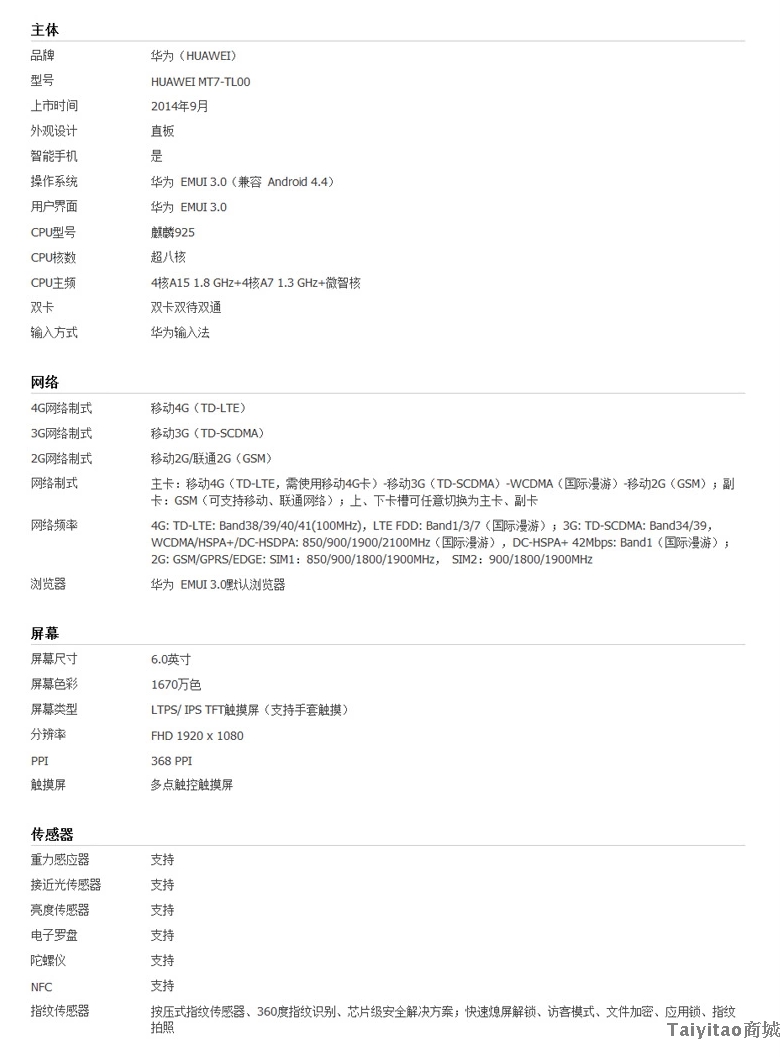 主体
品牌 华为（HUAWEI）
型号 HUAWEI MT7-TL00
上市时间 2014年9月
外观设计 直板
智能手机 是
操作系统 华为 EMUI 3.0（兼容 Android 4.4）
用户界面 华为 EMUI 3.0
CPU型号 麒麟925
CPU核数 超八核
CPU主频 4核A15 1.8 GHz+4核A7 1.3 GHz+微智核
双卡 双卡双待双通
输入方式 华为输入法
网络
4G网络制式 移动4G（TD-LTE）
3G网络制式 移动3G（TD-SCDMA）
2G网络制式 移动2G/联通2G（GSM）
网络制式 主卡：移动4G（TD-LTE，需使用移动4G卡）-移动3G（TD-SCDMA）-WCDMA（国际漫游）-移动2G（GSM）；副
卡：GSM（可支持移动、联通网络）；上、下卡槽可任意切换为主卡、副卡
网络频率 4G: TD-LTE: Band38/39/40/41(100MHz)，LTE FDD: Band1/3/7（国际漫游）；3G: TD-SCDMA: Band34/39，
WCDMA/HSPA+/DC-HSDPA: 850/900/1900/2100MHz（国际漫游），DC-HSPA+ 42Mbps: Band1（国际漫游）；
2G: GSM/GPRS/EDGE: SIM1：850/900/1800/1900MHz， SIM2：900/1800/1900MHz
浏览器 华为 EMUI 3.0默认浏览器
屏幕
屏幕尺寸 6.0英寸
屏幕色彩 1670万色
屏幕类型 LTPS/ IPS TFT触摸屏（支持手套触摸）
分辨率 FHD 1920 x 1080
PPI 368 PPI
触摸屏 多点触控触摸屏
传感器
重力感应器 支持
接近光传感器 支持
亮度传感器 支持
电子罗盘 支持
陀螺仪 支持
NFC 支持
指纹传感器 按压式指纹传感器、360度指纹识别、芯片级安全解决方案；快速熄屏解锁、访客模式、文件加密、应用锁、指纹
拍照
Taiyitao商城